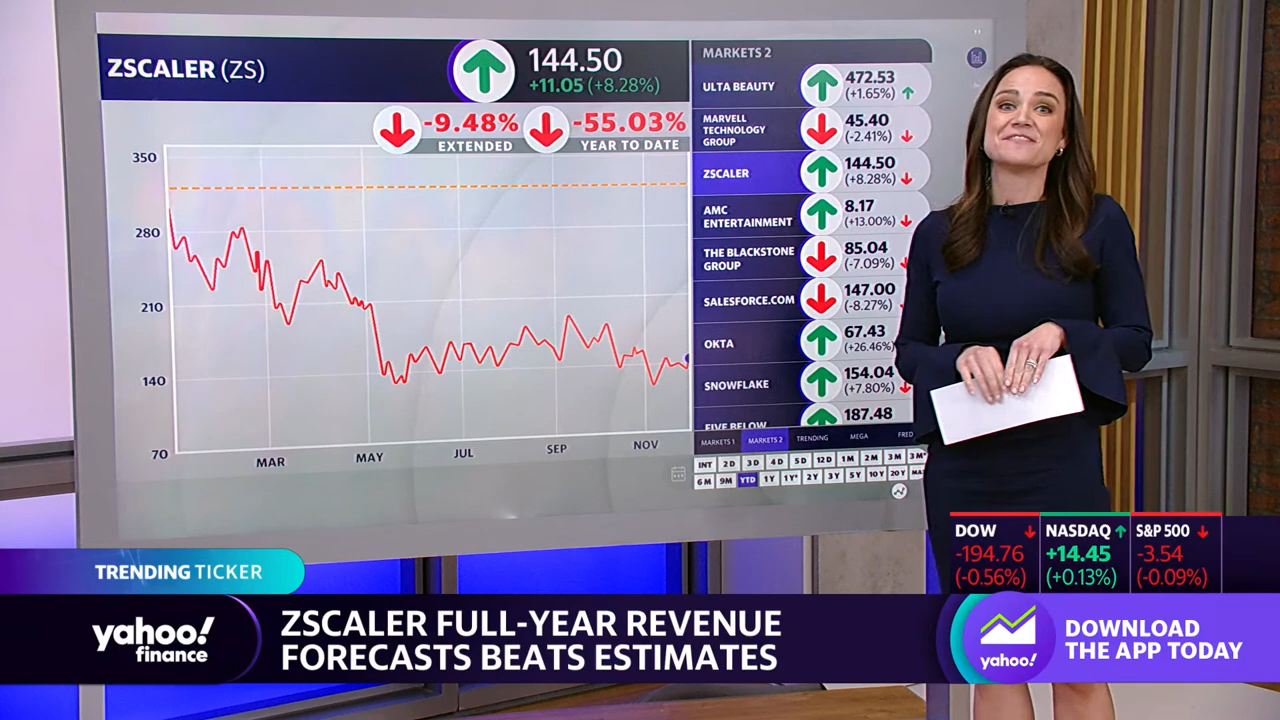 ZSCALER (ZS)
144.50
+11.05 (+8.28%)
-9.48%
EXTENDED
-55.03%
YEAR TO DATE
350
280
210
140
70
MAR
MAY
JUL
SEP
NOV
MARKETS 2
ULTA BEAUTY
472.53
(+1.65%)
MARVELL
TECHNOLOGY
GROUP
45.40
(-2.41%)
ZSCALER
144.50
(+8.28%)
AMC
ENTERTAINMENT
8.17
(+13.00%)
THE BLACKSTONE
GROUP
85.04
(-7.09%)
SALESFORCE.COM
147.00
(-8.27%)
OKTA
67.43
(+26.46%)
SNOWFLAKE
154.04
(+7.80%)
FIVE BELOW
187.48
MARKETS 1
MARKETS 2
TRENDING
MEGA
FRED
INT 2D 3D 4D 5D 12D 1M 2M 3M 3M*
6M 9M YTD 1Y 1Y* 2Y 3Y 5Y 10Y 20Y
DOW
-194.76
(-0.56%)
NASDAQ
+14.45
(+0.13%)
S&P 500
-3.54
(-0.09%)
TRENDING TICKER
yahoo!
finance
ZSCALER FULL-YEAR REVENUE
FORECASTS BEATS ESTIMATES
yahoo!
DOWNLOAD
THE APP TODAY